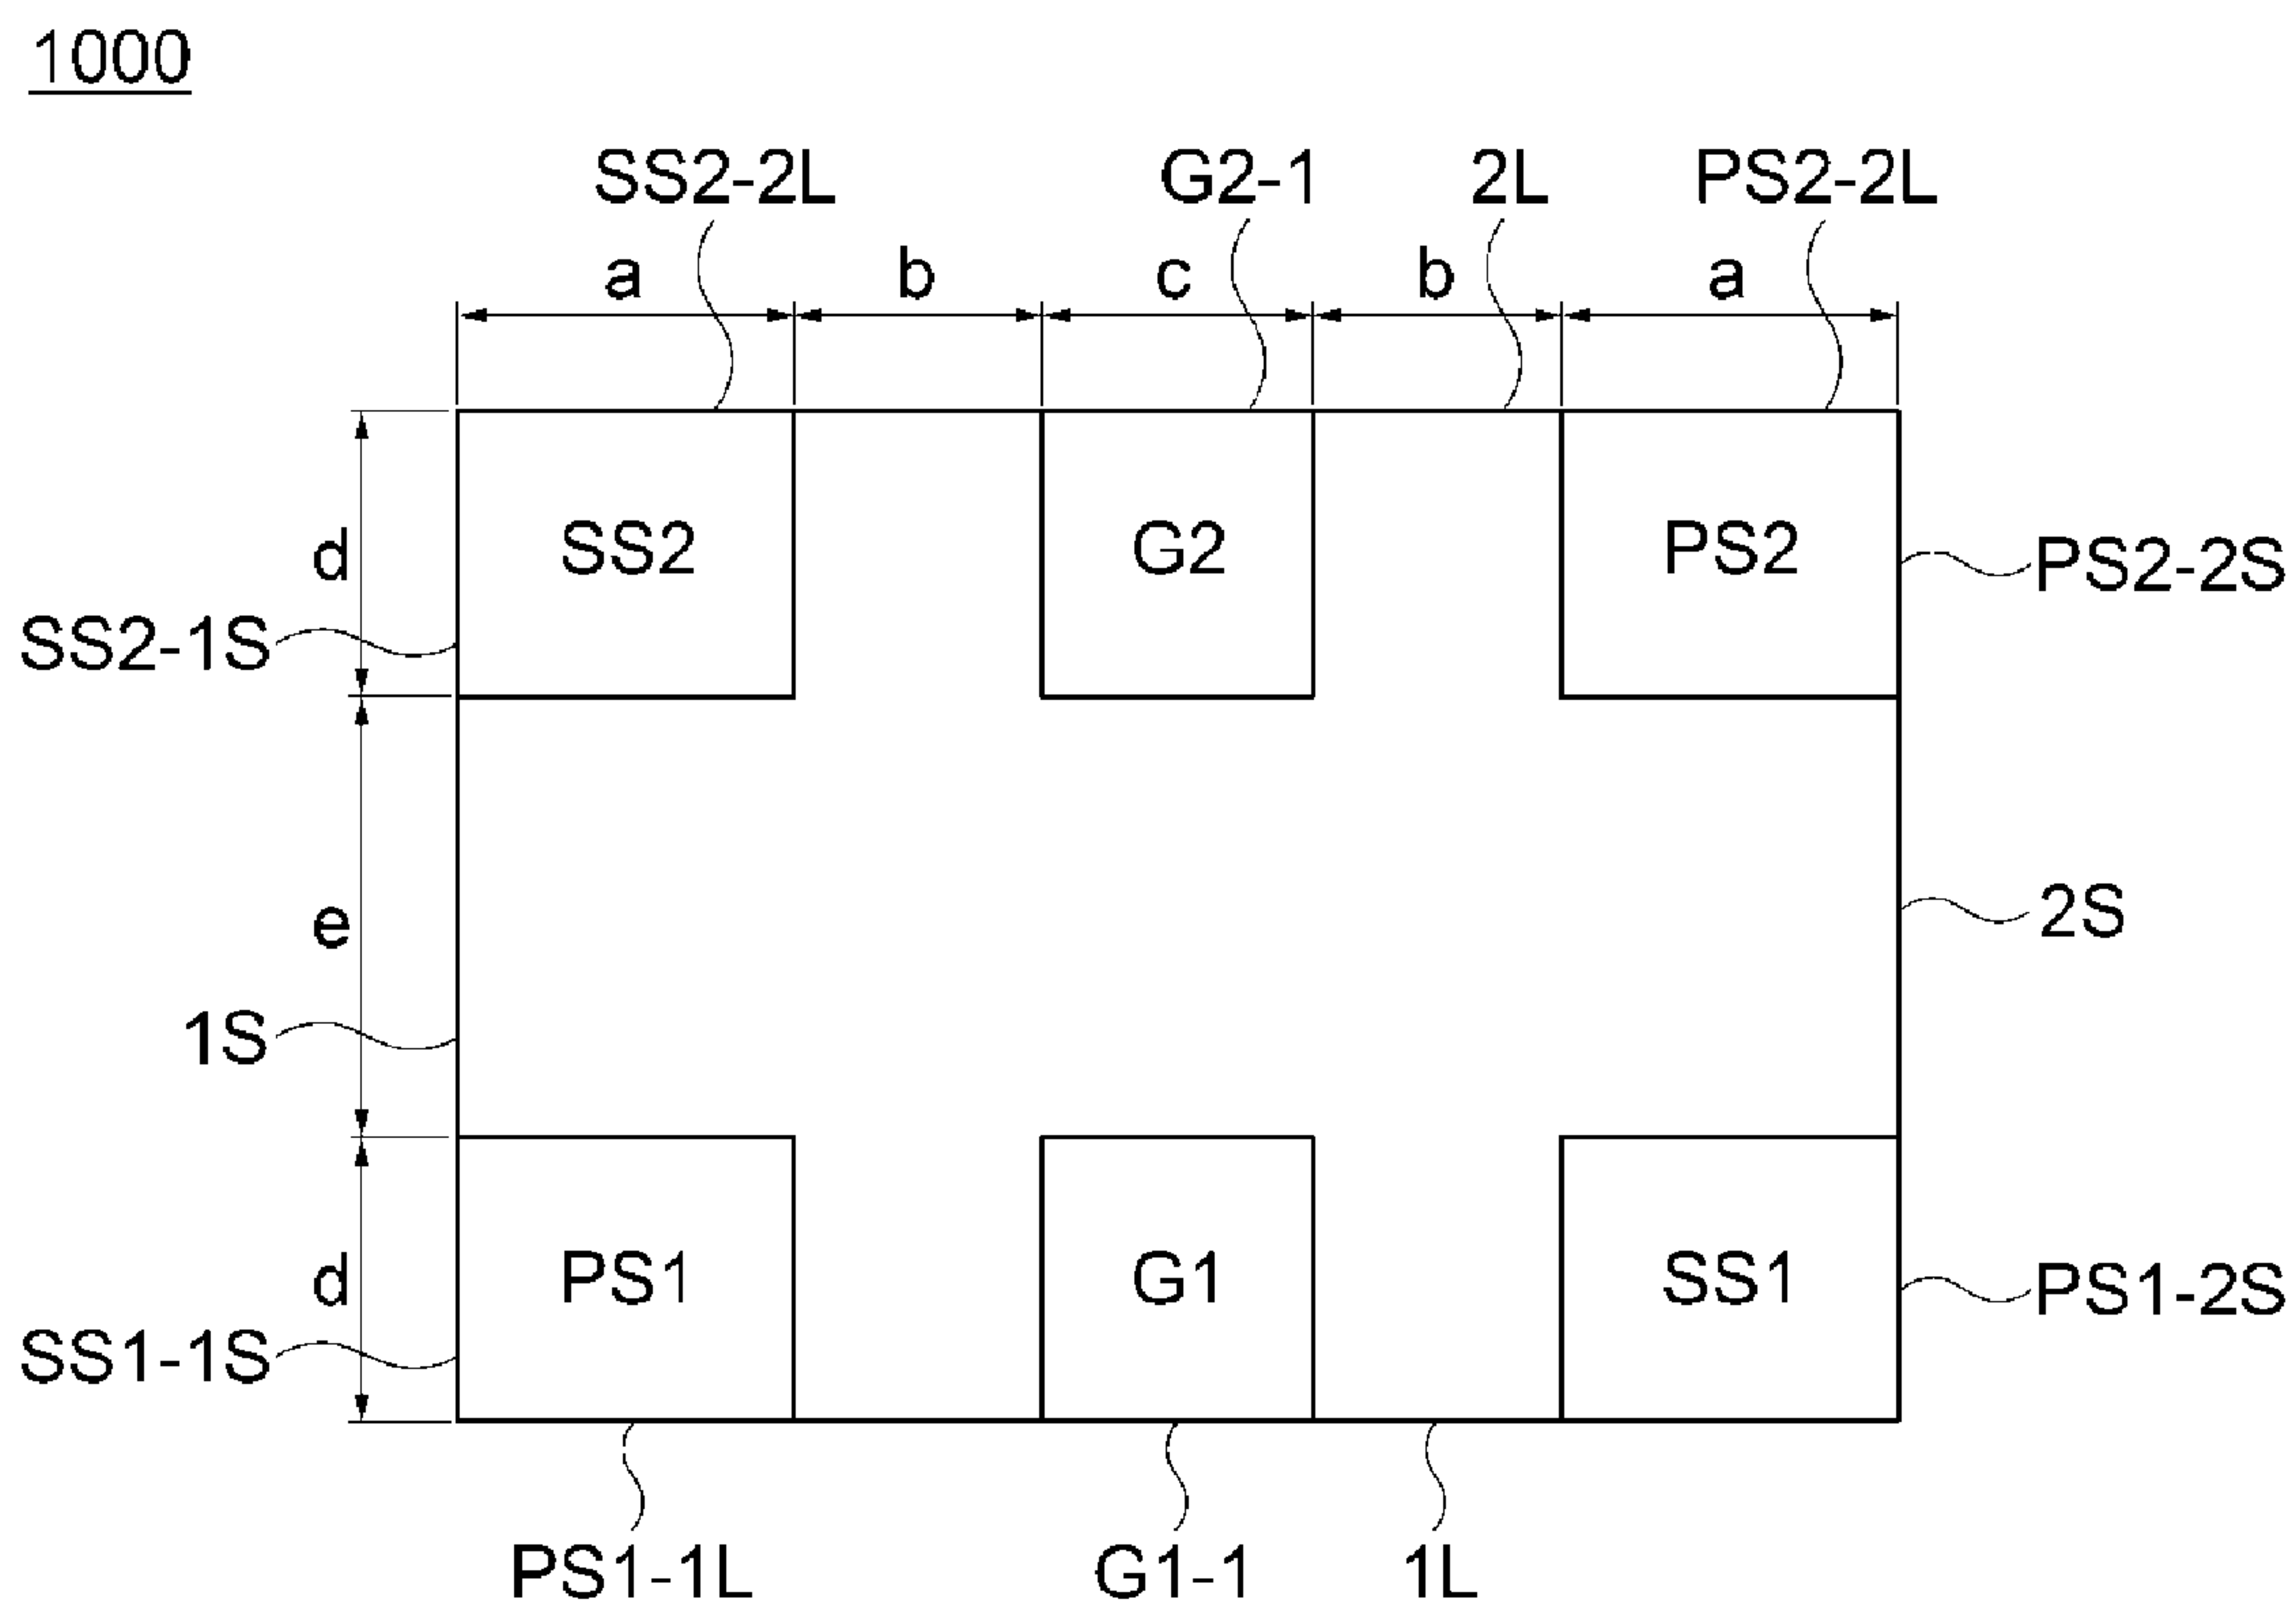 1000
SS2-2L G2-1 2L PS2-2L
a b c b a
d SS2 G2 PS2 PS2-2S
SS2-1S
e 2S
1S
d PS1 G1 SS1 PS1-2S
SS1-1S
PS1-1L G1-1 1L